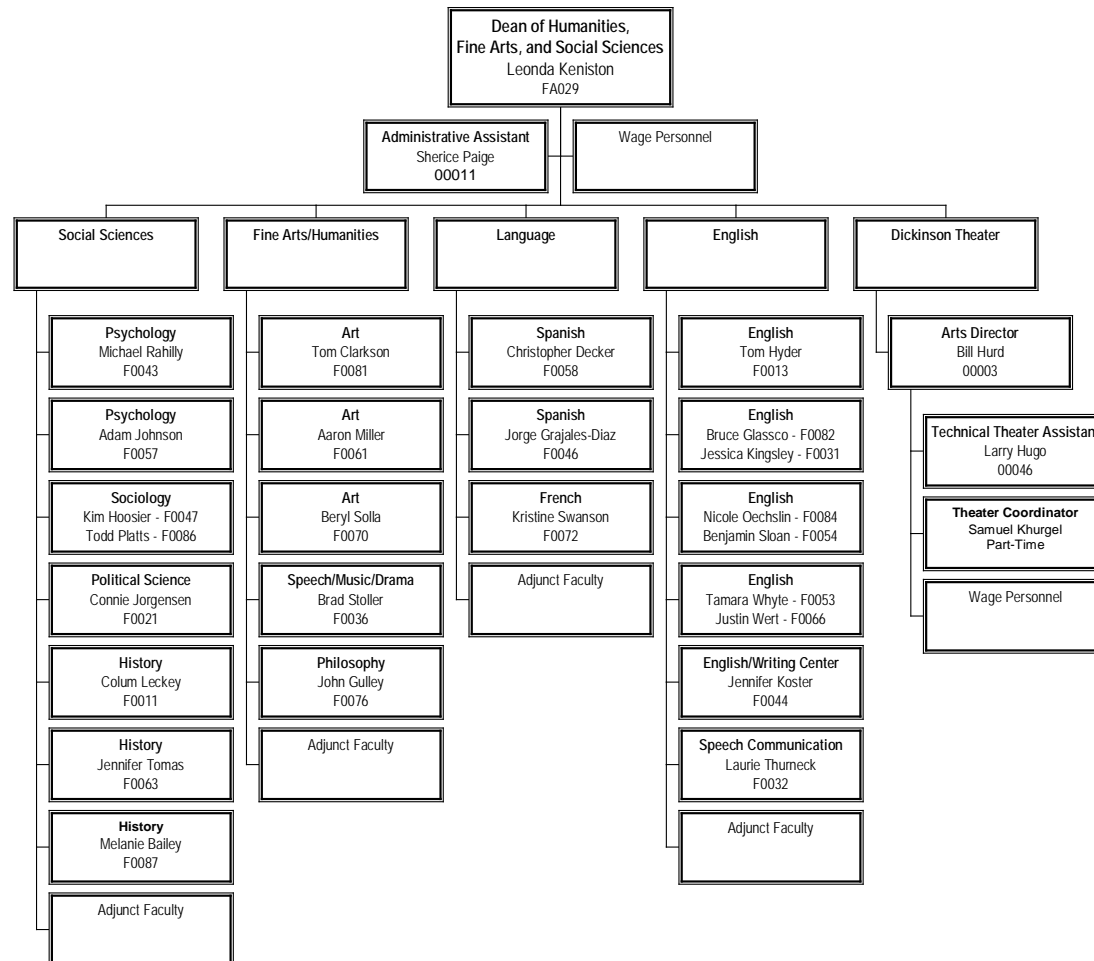 Dean of Humanities,
Fine Arts, and Social Sciences
Leonda Keniston
FA029
Administrative Assistant
Sherice Paige
00011
Wage Personnel
Social Sciences
Fine Arts/Humanities
Language
English
Dickinson Theater
Psychology
Michael Rahilly
F0043
Psychology
Adam Johnson
F0057
Sociology
Kim Hoosier - F0047
Todd Platts - F0086
Political Science
Connie Jorgensen
F0021
History
Colum Leckey
F0011
History
Jennifer Tomas
F0063
History
Melanie Bailey
F0087
Adjunct Faculty
Art
Tom Clarkson
F0081
Art
Aaron Miller
F0061
Art
Beryl Solla
F0070
Speech/Music/Drama
Brad Stoller
F0036
Philosophy
John Gulley
F0076
Adjunct Faculty
Spanish
Christopher Decker
F0058
Spanish
Jorge Grajales-Diaz
F0046
French
Kristine Swanson
F0072
Adjunct Faculty
English
Tom Hyder
F0013
English
Bruce Glassco - F0082
Jessica Kingsley - F0031
English
Nicole Oechslin - F0084
Benjamin Sloan - F0054
English
Tamara Whyte - F0053
Justin Wert - F0066
English/Writing Center
Jennifer Koster
F0044
Speech Communication
Laurie Thurneck
F0032
Adjunct Faculty
Arts Director
Bill Hurd
00003
Technical Theater Assistan
Larry Hugo
00046
Theater Coordinator
Samuel Khurgel
Part-Time
Wage Personnel